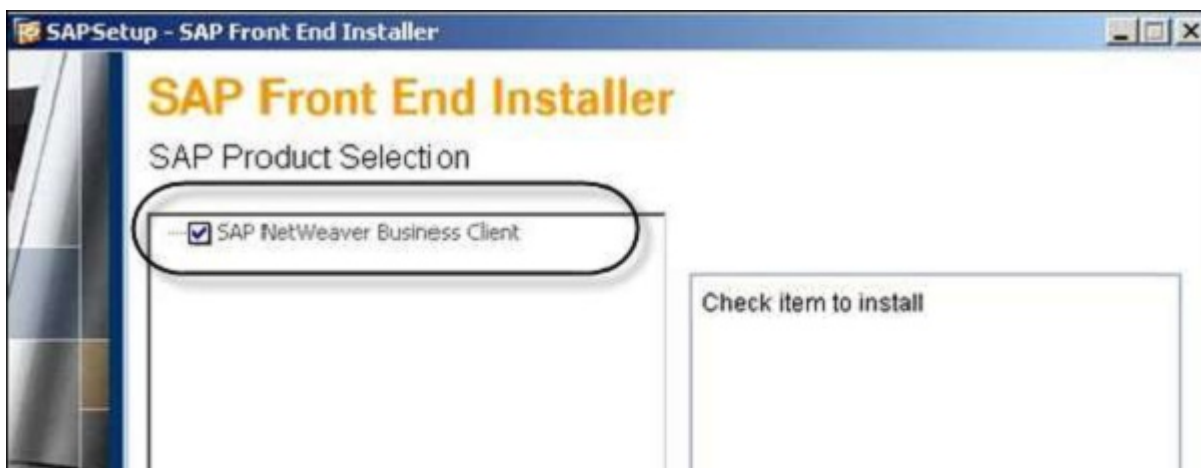 SAPSetup - SAP Front End Installer
SAP Front End Installer
SAP Product Selection
SAP NetWeaver Business Client
Check item to install